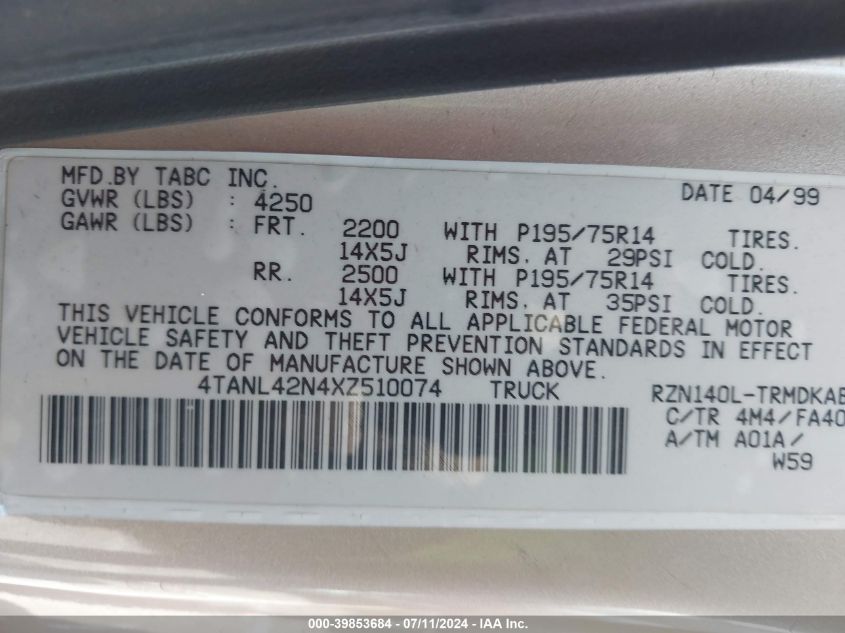 MFD.BY TABC INC. DATE 04/99
GVWR (LBS) : 4250
GAWR (LBS) : FRT. 2200 WITH P195/75R14 TIRES.
14X5J RIMS. AT 29PSI COLD.
RR. 2500 WITH P195/75R14 TIRES.
14X5J RIMS. AT 35PSI COLD.
THIS VEHICLE CONFORMS TO ALL APPLICABLE FEDERAL MOTOR
VEHICLE SAFETY AND THEFT PREVENTION STANDARDS IN EFFECT
ON THE DATE OF MANUFACTURE SHOWN ABOVE.
4TANL42N4XZ510074 TRUCK RZN140L-TRMDKAB
C/TR 4M4/FA40
A/TM A01A/
W59
000-39853684 - 07/11/2024 - IAA Inc.